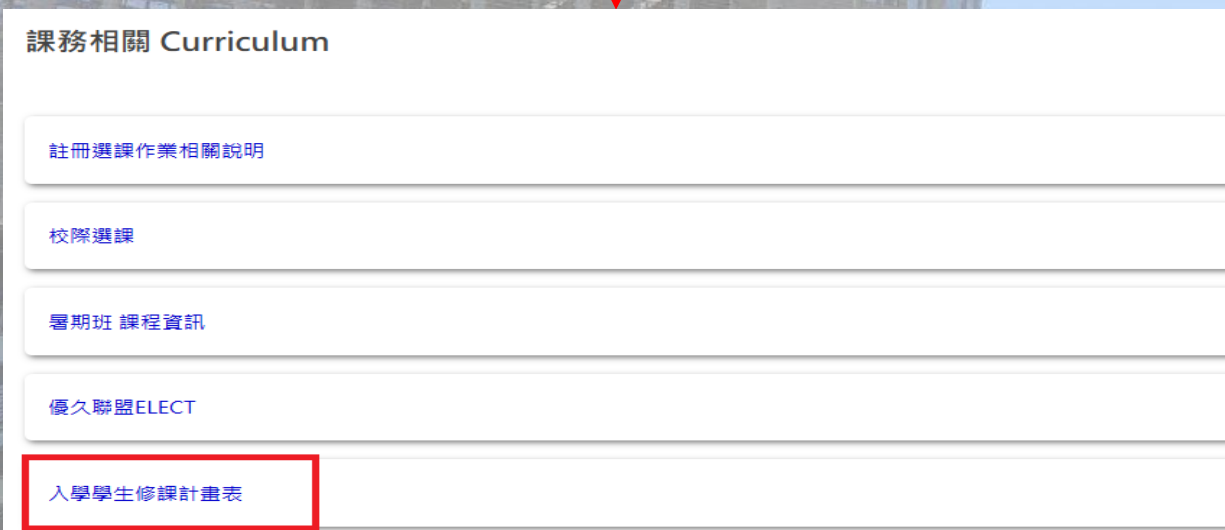 課務相關 Curriculum
註冊選課作業相關說明
校際選課
暑期班 課程資訊
優久聯盟ELECT
入學學生修課計畫表